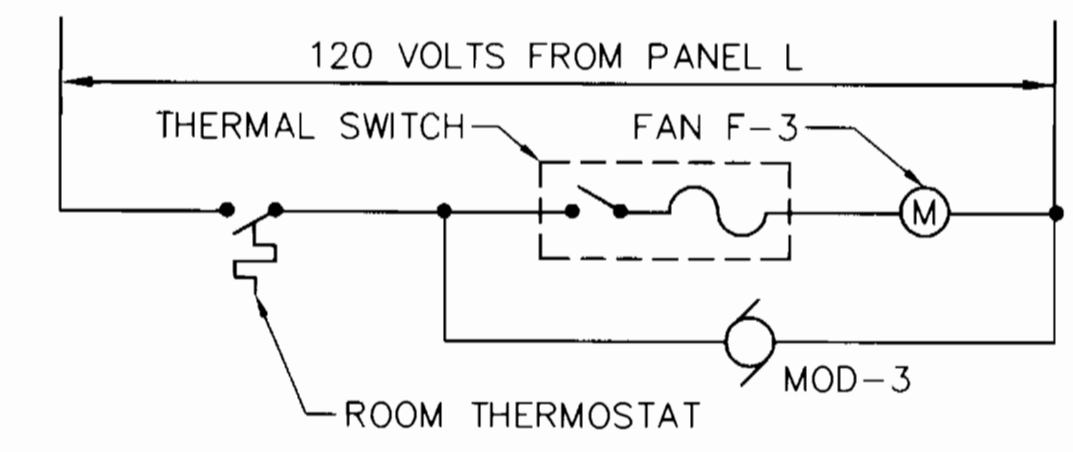 120 VOLTS FROM PANEL L
THERMAL SWITCH
FAN F-3
M
MOD-3
ROOM THERMOSTAT